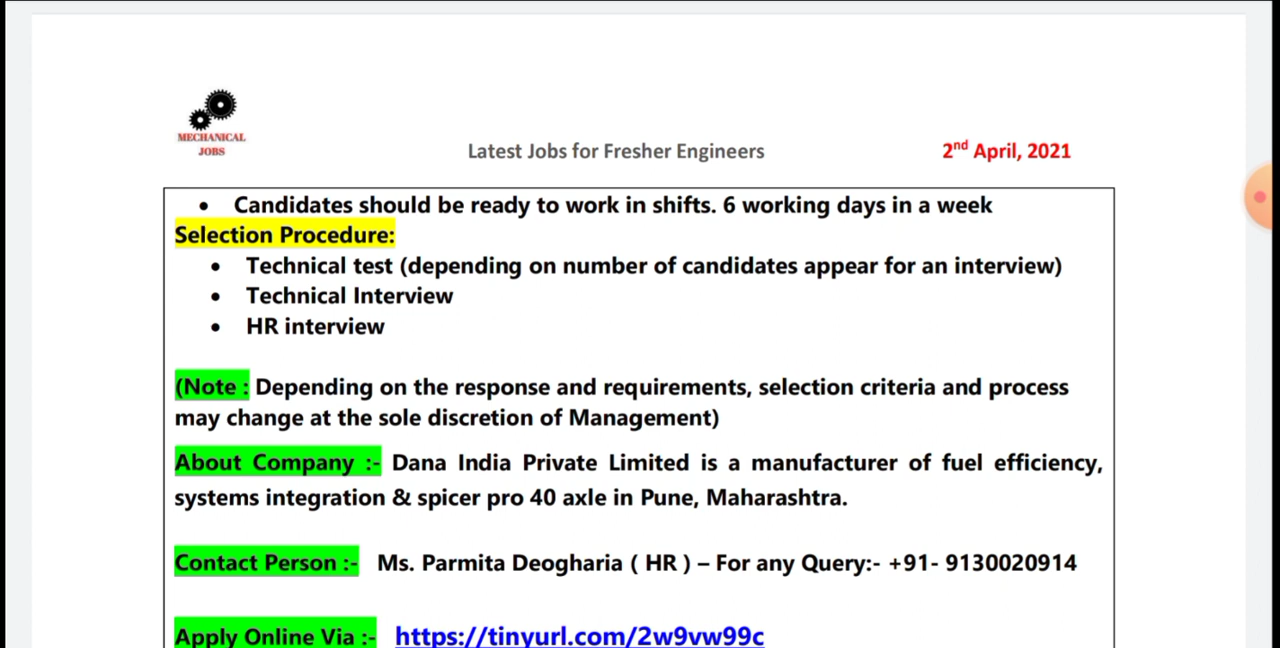 MECHANICAL
JOBS
Latest Jobs for Fresher Engineers
2nd April, 2021
• Candidates should be ready to work in shifts. 6 working days in a week
Selection Procedure:
• Technical test (depending on number of candidates appear for an interview)
• Technical Interview
• HR interview
(Note : Depending on the response and requirements, selection criteria and process
may change at the sole discretion of Management)
About Company :- Dana India Private Limited is a manufacturer of fuel efficiency,
systems integration & spicer pro 40 axle in Pune, Maharashtra.
Contact Person :- Ms. Parmita Deogharia ( HR ) – For any Query:- +91- 9130020914
Apply Online Via :- https://tinyurl.com/2w9vw99c